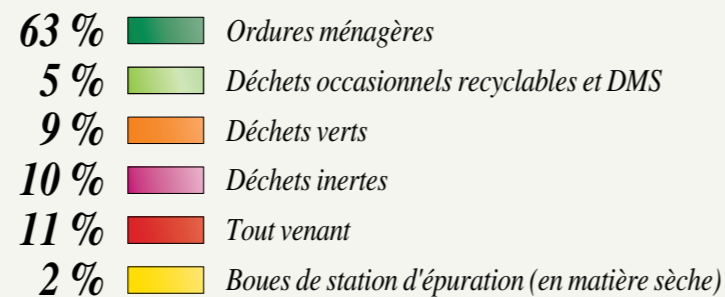 63 % Ordures ménagères
5 % Déchets occasionnels recyclables et DMS
9 % Déchets verts
10 % Déchets inertes
11 % Tout venant
2 % Boues de station d'épuration (en matière sèche)